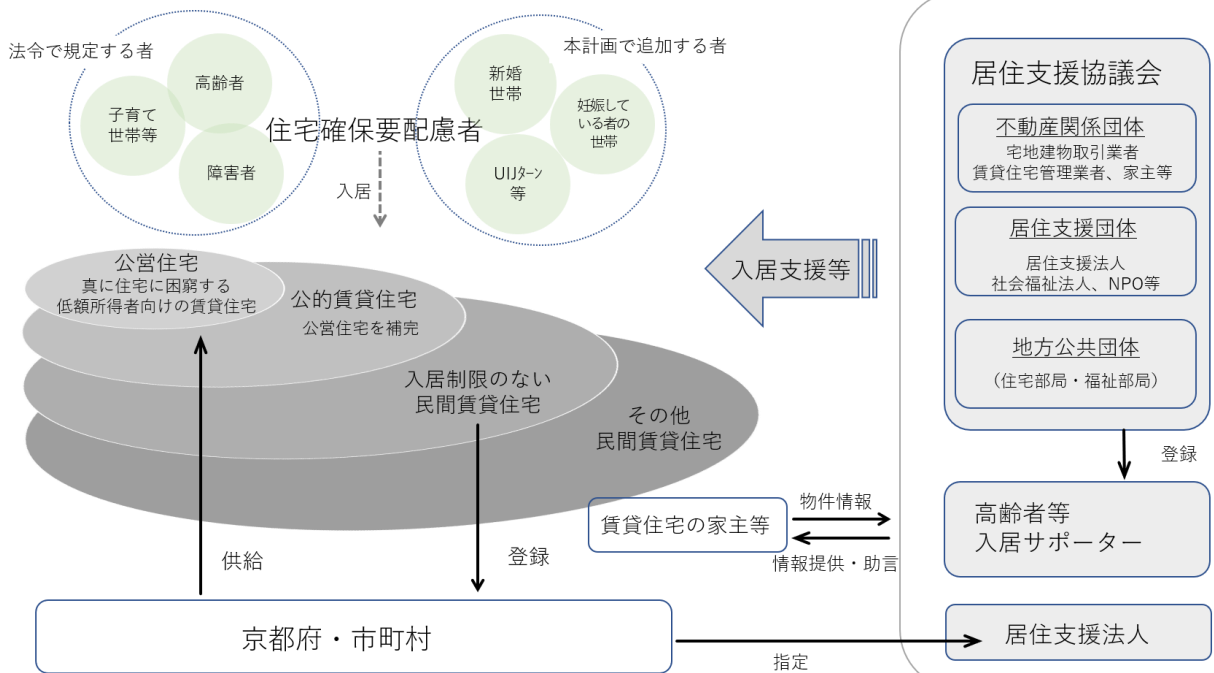 法令で規定する者
高齢者
子育て
世帯等
障害者
本計画で追加する者
新婚
世帯
妊娠して
いる者の
世帯
UIJターン
等
住宅確保要配慮者
入居
公営住宅
真に住宅に困窮する
低額所得者向けの賃貸住宅
公的賃貸住宅
公営住宅を補完
入居制限のない
民間賃貸住宅
その他
民間賃貸住宅
入居支援等
居住支援協議会
不動産関係団体
宅地建物取引業者
賃貸住宅管理業者、家主等
居住支援団体
居住支援法人
社会福祉法人、NPO等
地方公共団体
（住宅部局・福祉部局）
登録
高齢者等
入居サポーター
賃貸住宅の家主等
物件情報
情報提供・助言
供給
登録
京都府・市町村
指定
居住支援法人